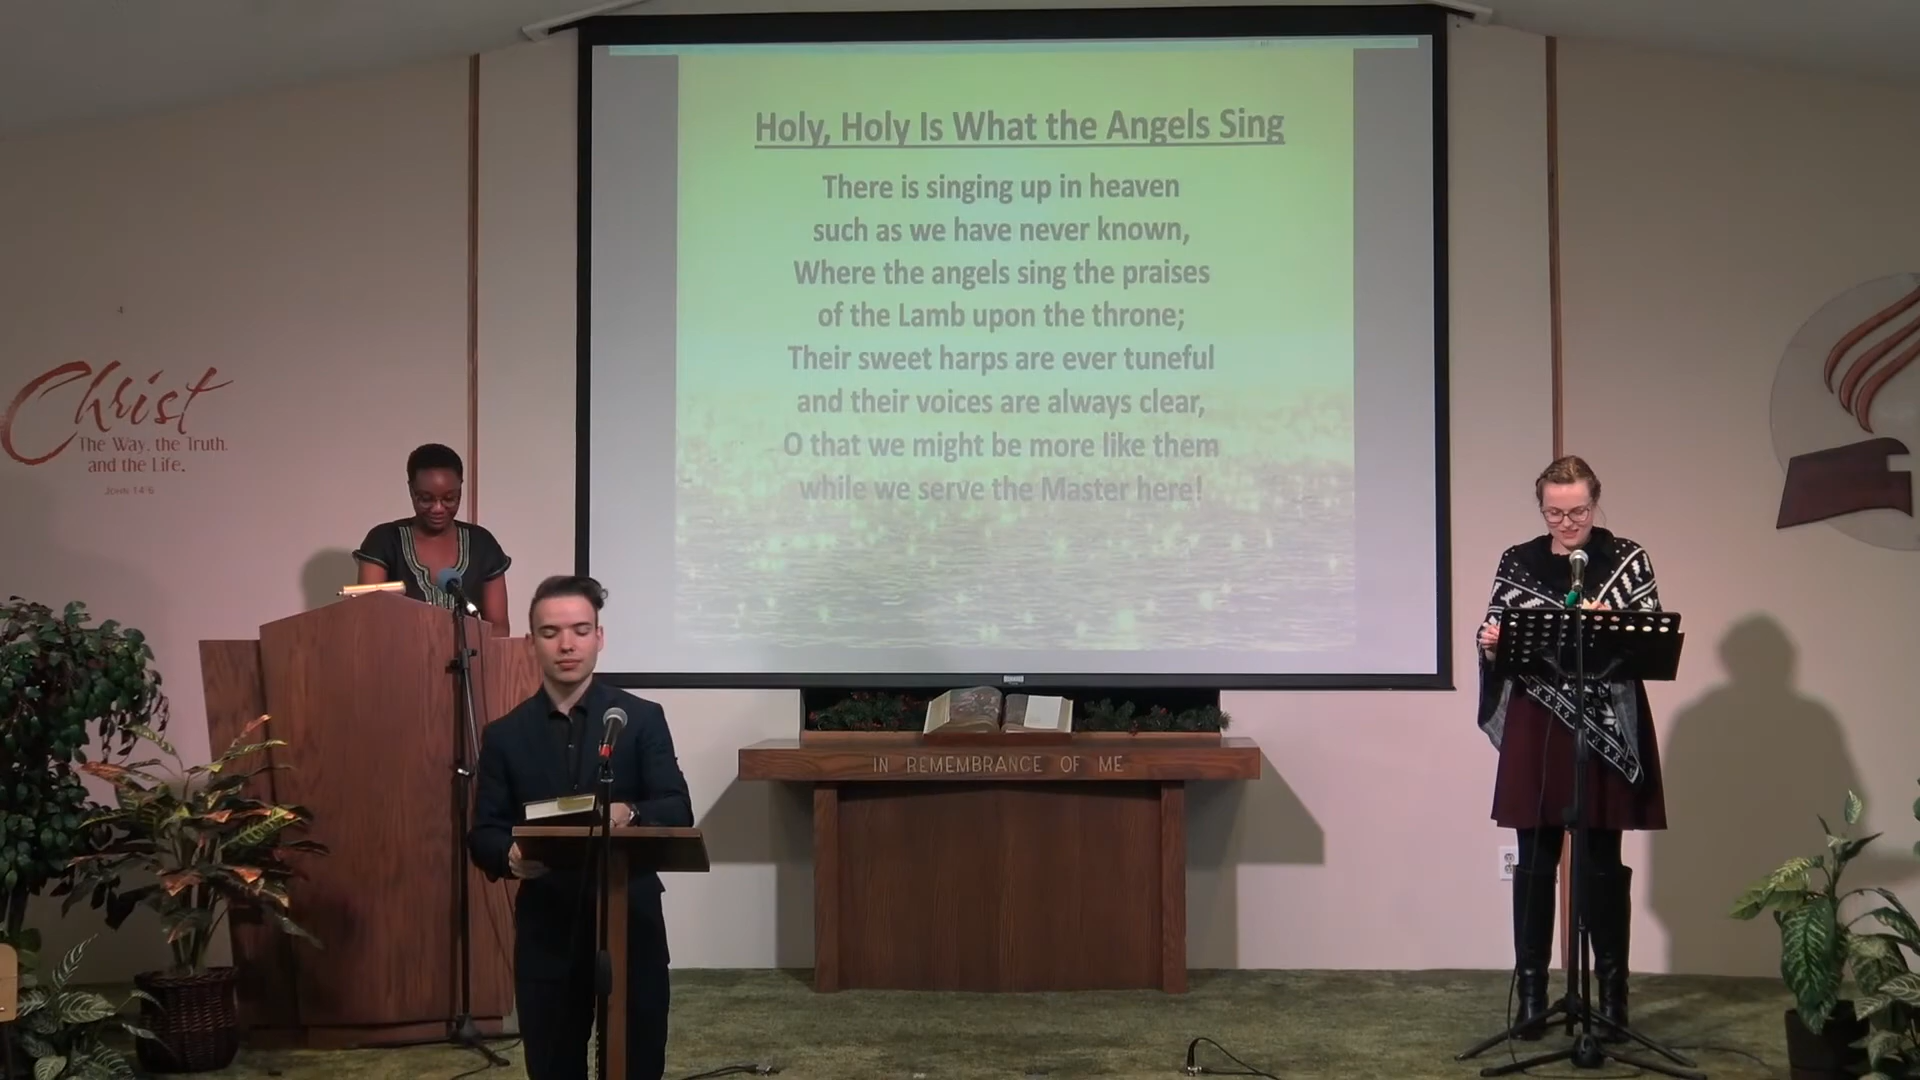 Holy, Holy Is What the Angels Sing
There is singing up in heaven
such as we have never known,
Where the angels sing the praises
of the Lamb upon the throne;
Their sweet harps are ever tuneful
and their voices are always clear,
O that we might be more like them
while we serve the Master here!
Christ
The Way, the Truth,
and the Life.
John 14:6
IN REMEMBRANCE OF ME